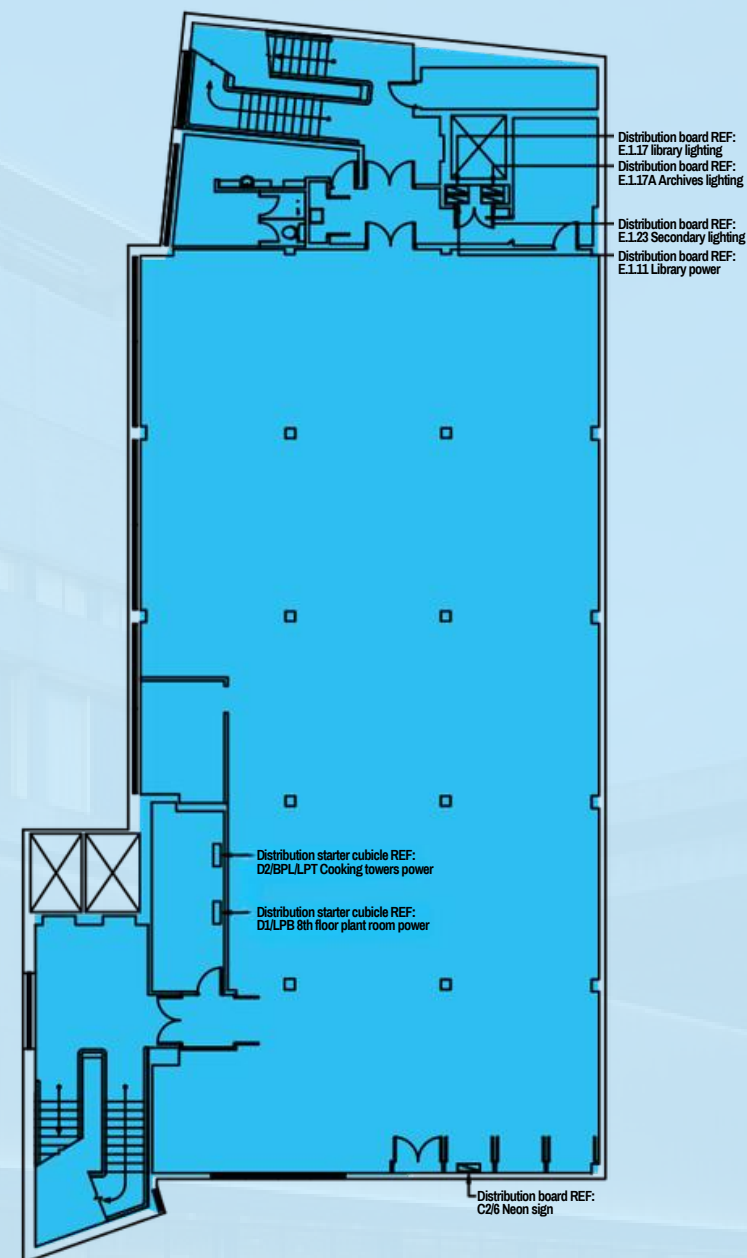 Distribution board REF:
E.1.17 library lighting
Distribution board REF:
E.1.17A Archives lighting
Distribution board REF:
E.1.23 Secondary lighting
Distribution board REF:
E.1.11 Library power
Distribution starter cubicle REF:
D2/BPL/LPT Cooking towers power
Distribution starter cubicle REF:
D1/LPB 8th floor plant room power
Distribution board REF:
C2/6 Neon sign